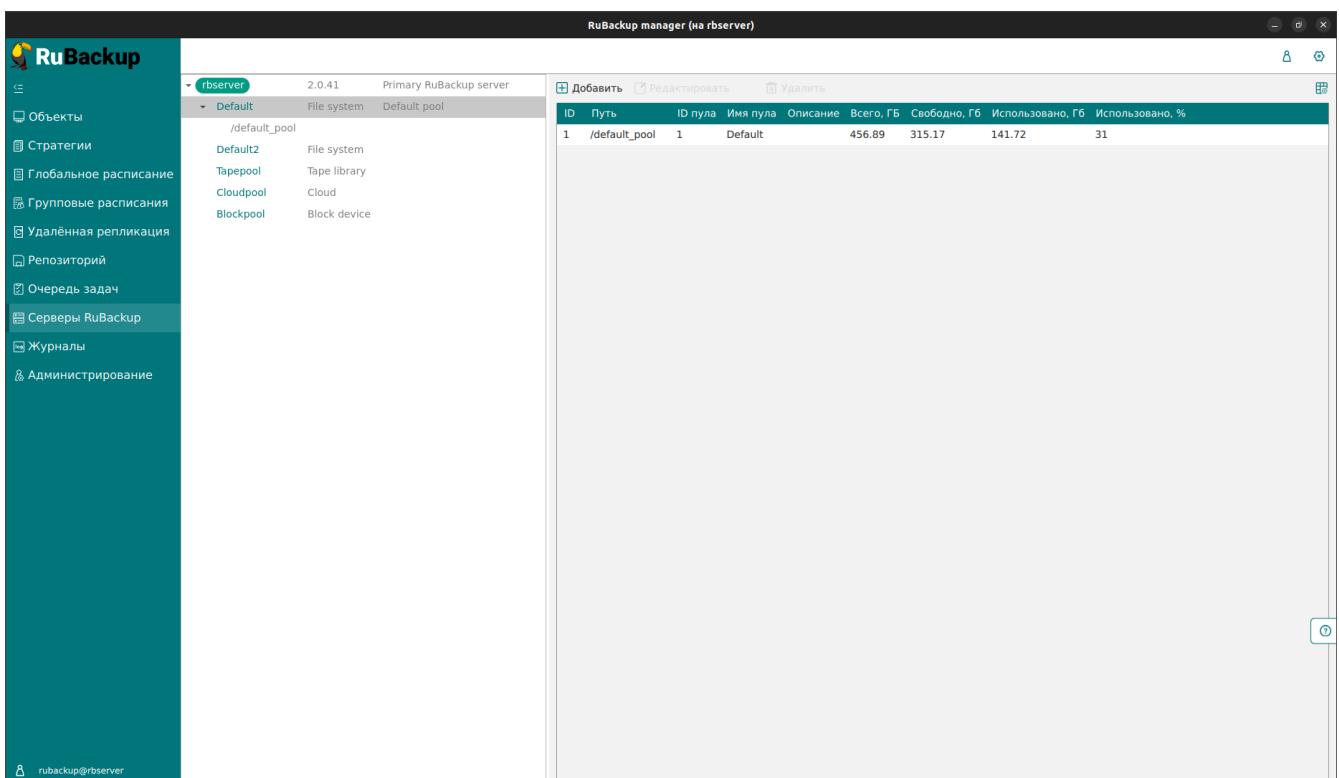 RuBackup manager (на rbserver)
RuBackup
rbserver 2.0.41 Primary RuBackup server
Default File system Default pool
/default_pool
Default2 File system
Tapepool Tape library
Cloudpool Cloud
Blockpool Block device
Объекты
Стратегии
Глобальное расписание
Групповые расписания
Удалённая репликация
Репозиторий
Очередь задач
Серверы RuBackup
Журналы
Администрирование
rubackup@rbserver
Добавить Редактировать Удалить
ID Путь ID пула Имя пула Описание Всего, ГБ Свободно, Гб Использовано, Гб Использовано, %
1 /default_pool 1 Default 456.89 315.17 141.72 31